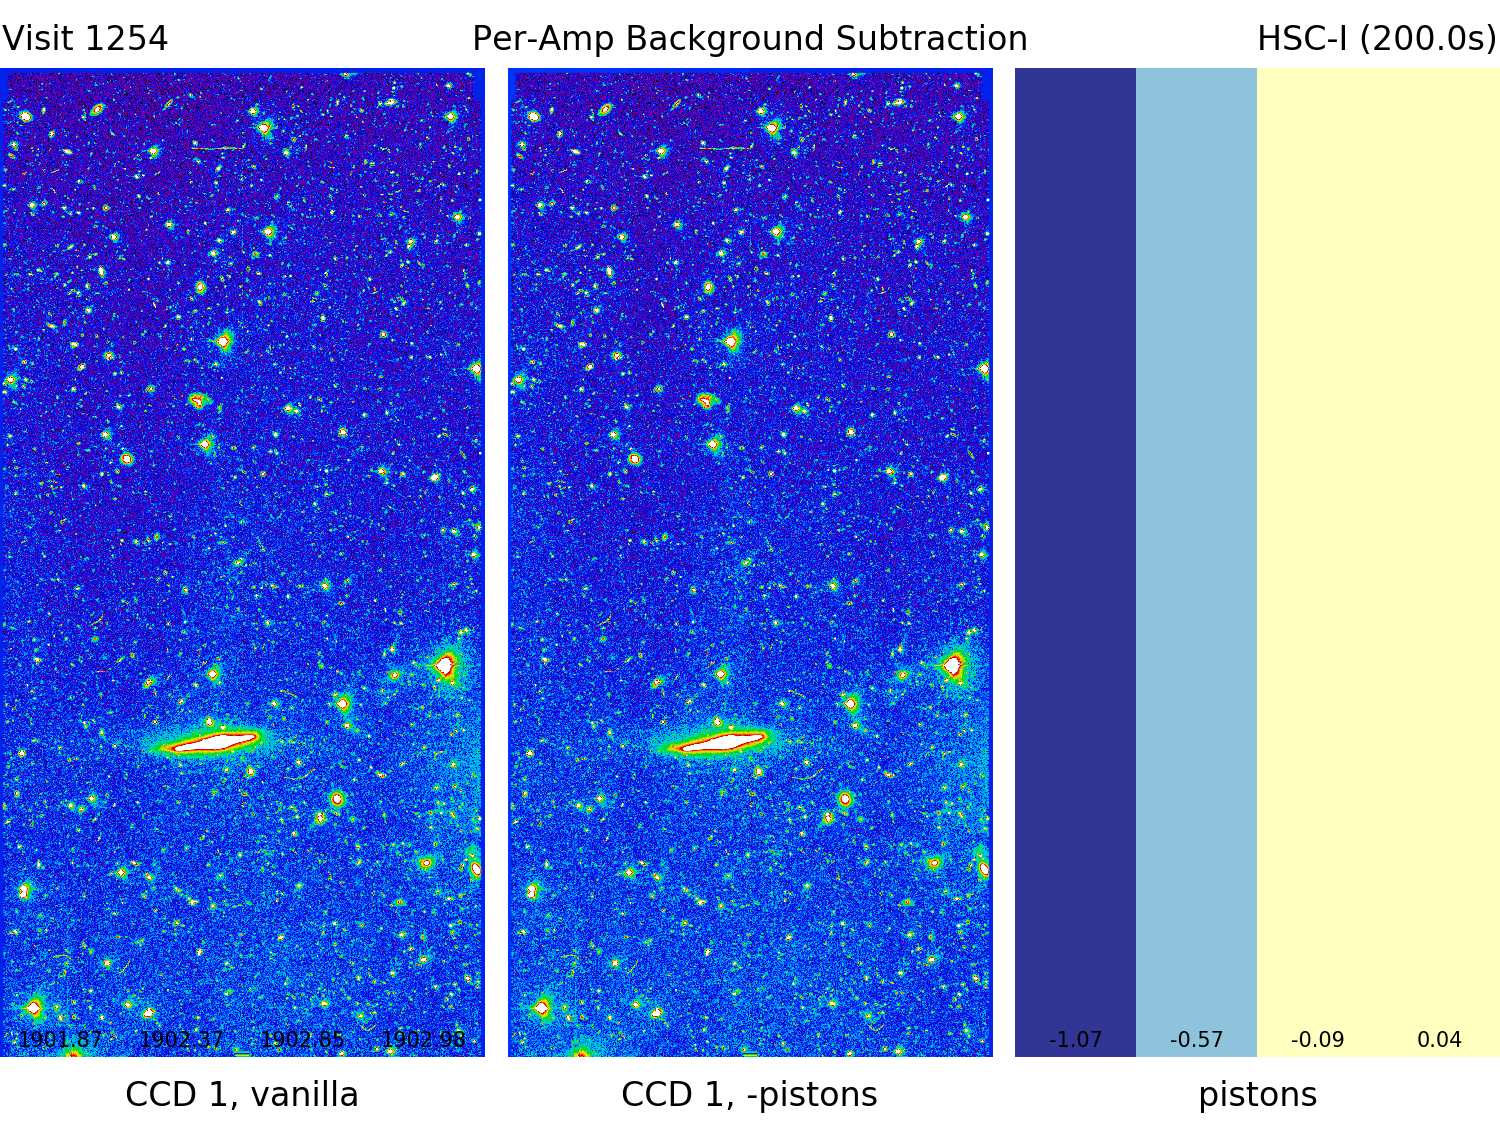 Visit 1254 Per-Amp Background Subtraction HSC-I (200.0s)
1901.87 1902.37 1902.85 1902.98 -1.07 -0.57 -0.09 0.04
CCD 1, vanilla CCD 1, -pistons pistons